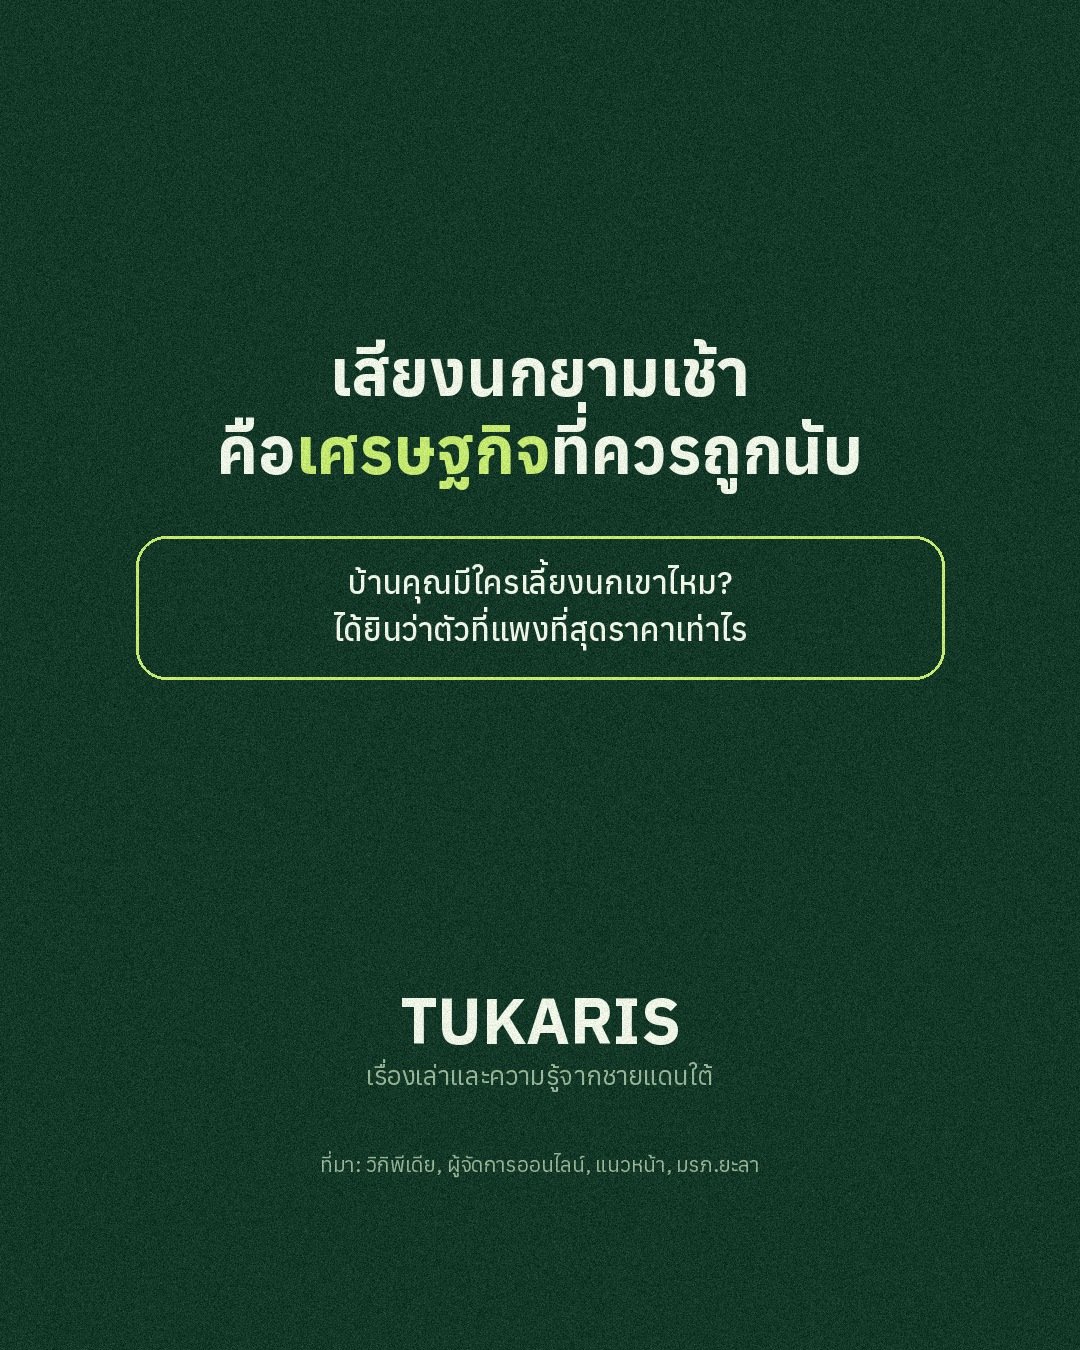 เสียงนกยามเช้า
คือเศรษฐกิจที่ควรถูกนับ
บ้านคุณมีใครเลี้ยงนกเขาไหม?
ได้ยินว่าตัวที่แพงที่สุดราคาเท่าไร
TUKARIS
เรื่องเล่าและความรู้จากชายแดนใต้
ที่มา: วิกิพีเดีย, ผู้จัดการออนไลน์, แนวหน้า, มรภ.ยะลา